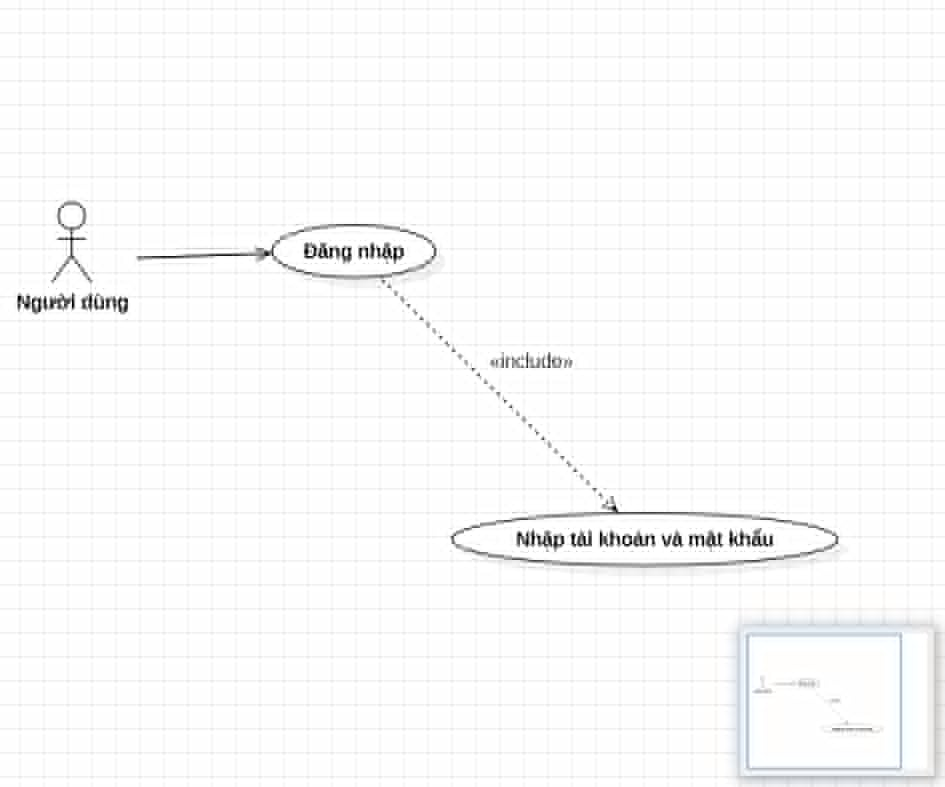 Đăng nhập
Người dùng
«include»
Nhập tài khoản và mật khẩu